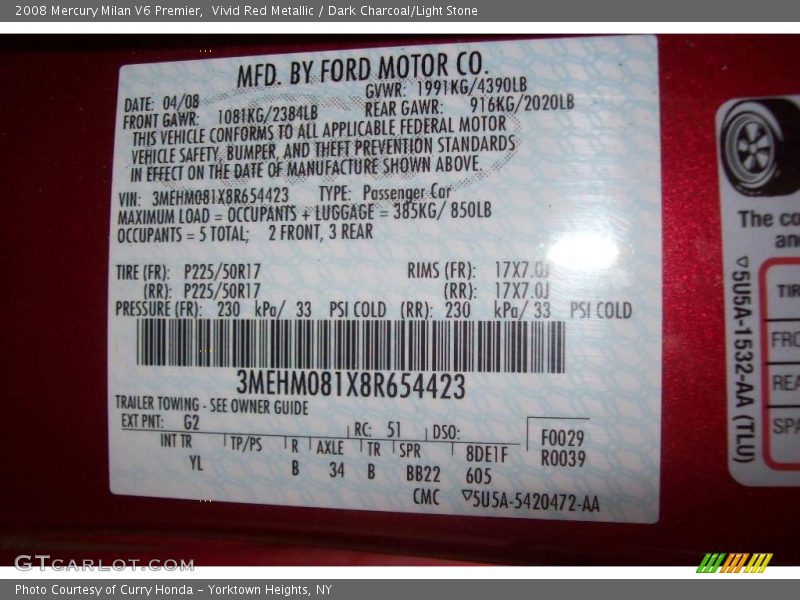 2008 Mercury Milan V6 Premier,  Vivid Red Metallic / Dark Charcoal/Light Stone
MFD. BY FORD MOTOR CO.
DATE: 04/08 GVWR: 1991KG/4390LB
FRONT GAWR: 1081KG/2384LB REAR GAWR: 916KG/2020LB
THIS VEHICLE CONFORMS TO ALL APPLICABLE FEDERAL MOTOR
VEHICLE SAFETY, BUMPER, AND THEFT PREVENTION STANDARDS
IN EFFECT ON THE DATE OF MANUFACTURE SHOWN ABOVE.
VIN: 3MEHM081X8R654423 TYPE: Passenger Car
MAXIMUM LOAD = OCCUPANTS + LUGGAGE = 385KG/ 850LB
OCCUPANTS = 5 TOTAL; 2 FRONT, 3 REAR
TIRE (FR): P225/50R17 RIMS (FR): 17X7.0J
(RR): P225/50R17 (RR): 17X7.0J
PRESSURE (FR): 230 kPa/ 33 PSI COLD (RR): 230 kPa/ 33 PSI COLD
3MEHM081X8R654423
TRAILER TOWING - SEE OWNER GUIDE
EXT PNT: G2 RC: 51 DSO: F0029
INT TR TP/PS R AXLE TR SPR 8DE1F R0039
YL B 34 B BB22 605
CMC 5U5A-5420472-AA
The co
an
5U5A-1532-AA (TLU)
TIR
FRO
REA
SPA
GTCARLOT.COM
Photo Courtesy of Curry Honda - Yorktown Heights, NY